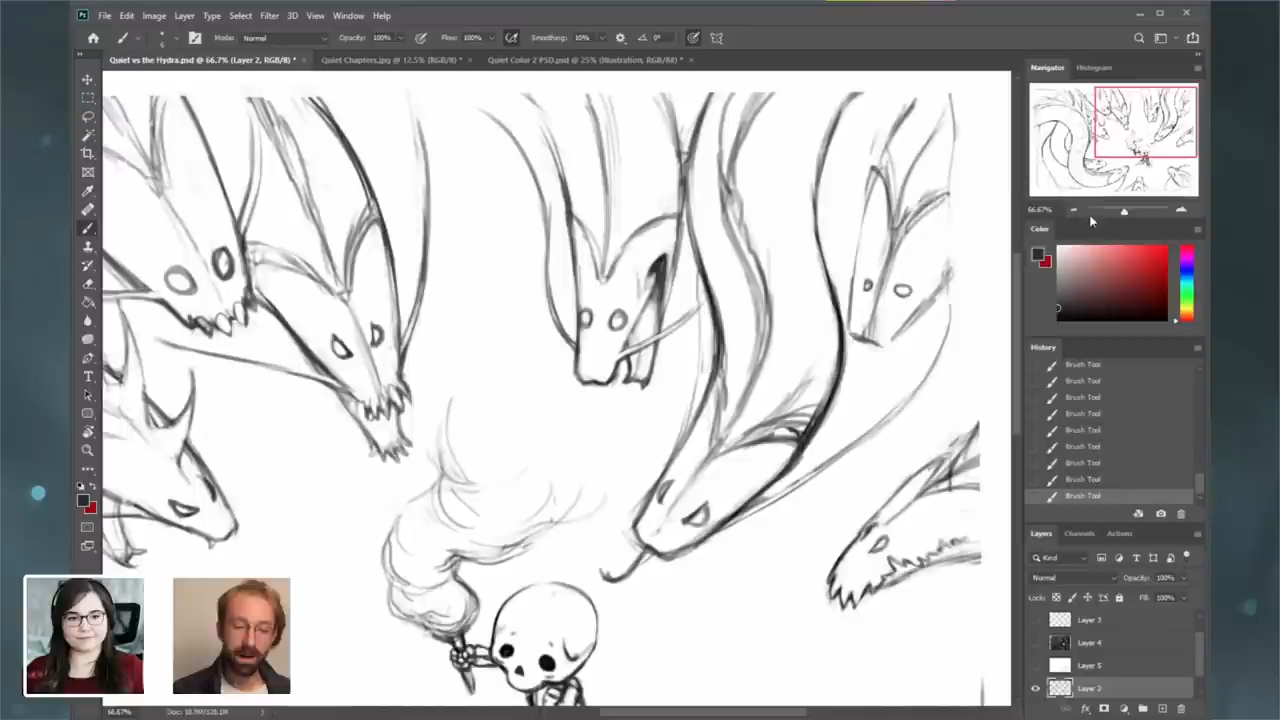 Ps File Edit Image Layer Type Select Filter 3D View Window Help
6 Mode: Normal Opacity: 100% Flow: 100% Smoothing: 10% 0°
Quiet vs the Hydra.psd @ 66.7% (Layer 2, RGB/8) * × Quiet Chapters.jpg @ 12.5% (RGB/8) * × Quiet Color 2 PSD.psd @ 25% (Illustration, RGB/8) * ×
Navigator Histogram
66.67%
Color
History
Brush Tool
Brush Tool
Brush Tool
Brush Tool
Brush Tool
Brush Tool
Brush Tool
Brush Tool
Brush Tool
Layers Channels Actions
Kind
Normal Opacity: 100%
Lock: Fill: 100%
Layer 3
Layer 4
Layer 5
Layer 2
66.67%